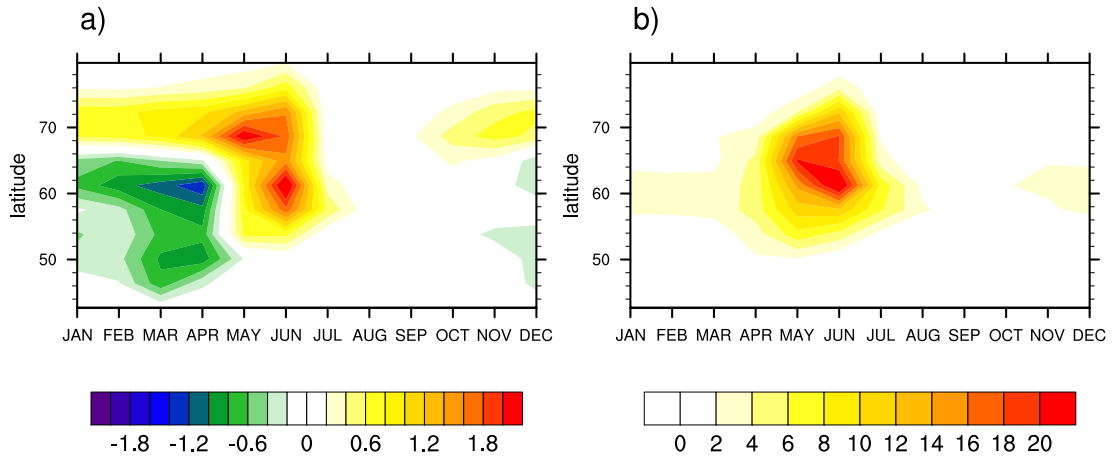 a)
b)
latitude
70
60
50
JAN FEB MAR APR MAY JUN JUL AUG SEP OCT NOV DEC
-1.8 -1.2 -0.6 0 0.6 1.2 1.8
latitude
70
60
50
JAN FEB MAR APR MAY JUN JUL AUG SEP OCT NOV DEC
0 2 4 6 8 10 12 14 16 18 20